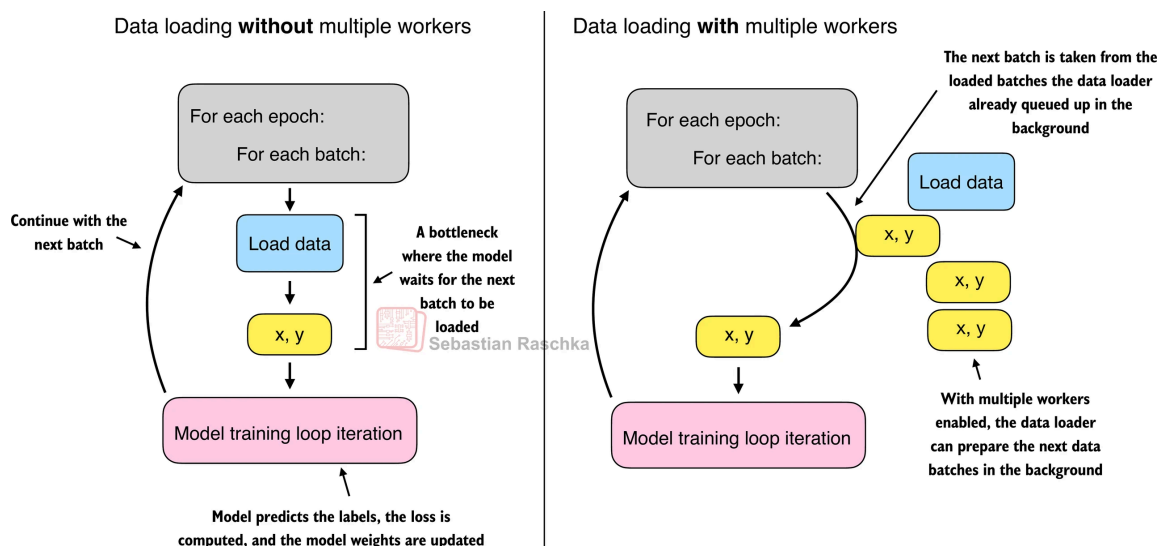 Data loading without multiple workers
For each epoch:
For each batch:
Continue with the
next batch
Load data
A bottleneck
where the model
waits for the next
batch to be
loaded
x, y
Sebastian Raschka
Model training loop iteration
Model predicts the labels, the loss is
computed, and the model weights are updated
Data loading with multiple workers
The next batch is taken from the
loaded batches the data loader
already queued up in the
background
For each epoch:
For each batch:
Load data
x, y
x, y
x, y
x, y
Model training loop iteration
With multiple workers
enabled, the data loader
can prepare the next data
batches in the background